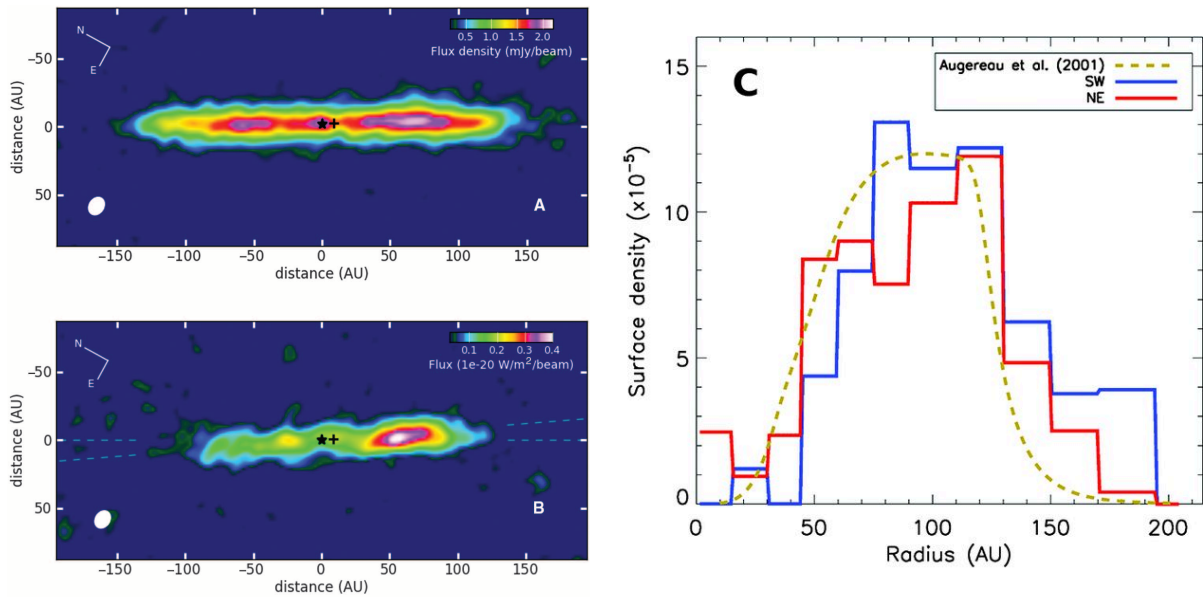 N
E
0.5 1.0 1.5 2.0
Flux density (mJy/beam)
−50
0
50
distance (AU)
A
−150 −100 −50 0 50 100 150
distance (AU)
N
E
0.1 0.2 0.3 0.4
Flux (1e-20 W/m²/beam)
−50
0
50
distance (AU)
B
−150 −100 −50 0 50 100 150
distance (AU)
C
Augereau et al. (2001)
SW
NE
15
10
5
0
Surface density (x10⁻⁵)
0 50 100 150 200
Radius (AU)